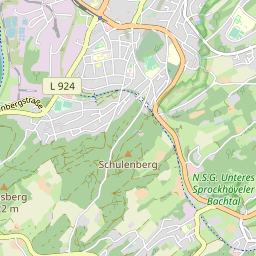 L 924
nbergstraße
Schulenberg
N.S.G. Unteres
Sprockhöveler
Bachtal
sberg
2 m